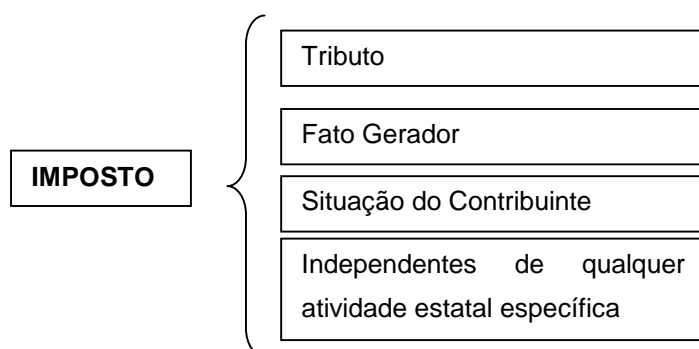 IMPOSTO
Tributo
Fato Gerador
Situação do Contribuinte
Independentes de qualquer
atividade estatal específica